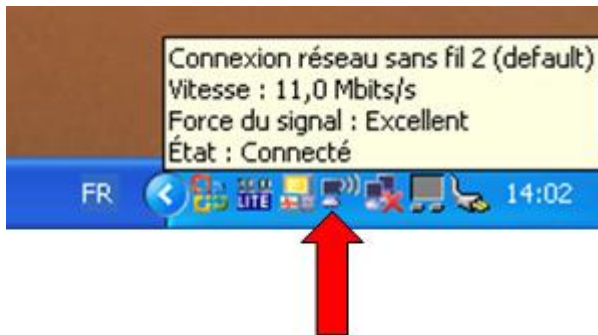 Connexion réseau sans fil 2 (default)
Vitesse : 11,0 Mbits/s
Force du signal : Excellent
État : Connecté
FR
LITE
14:02